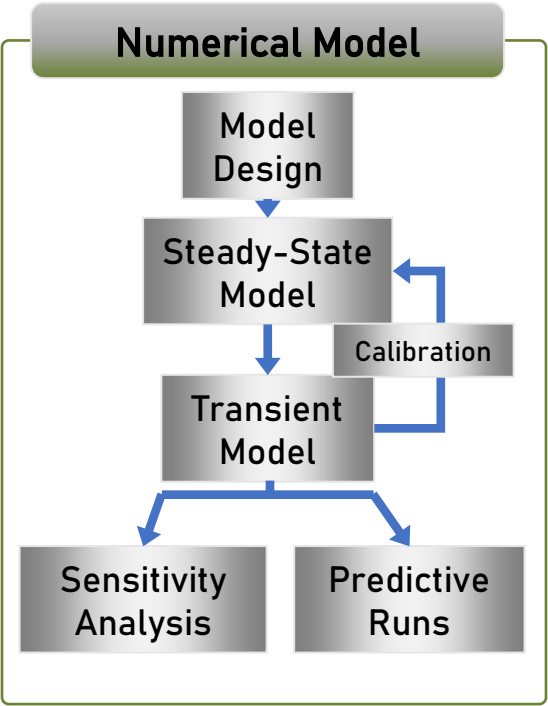 Numerical Model
Model
Design
Steady-State
Model
Calibration
Transient
Model
Sensitivity
Analysis
Predictive
Runs